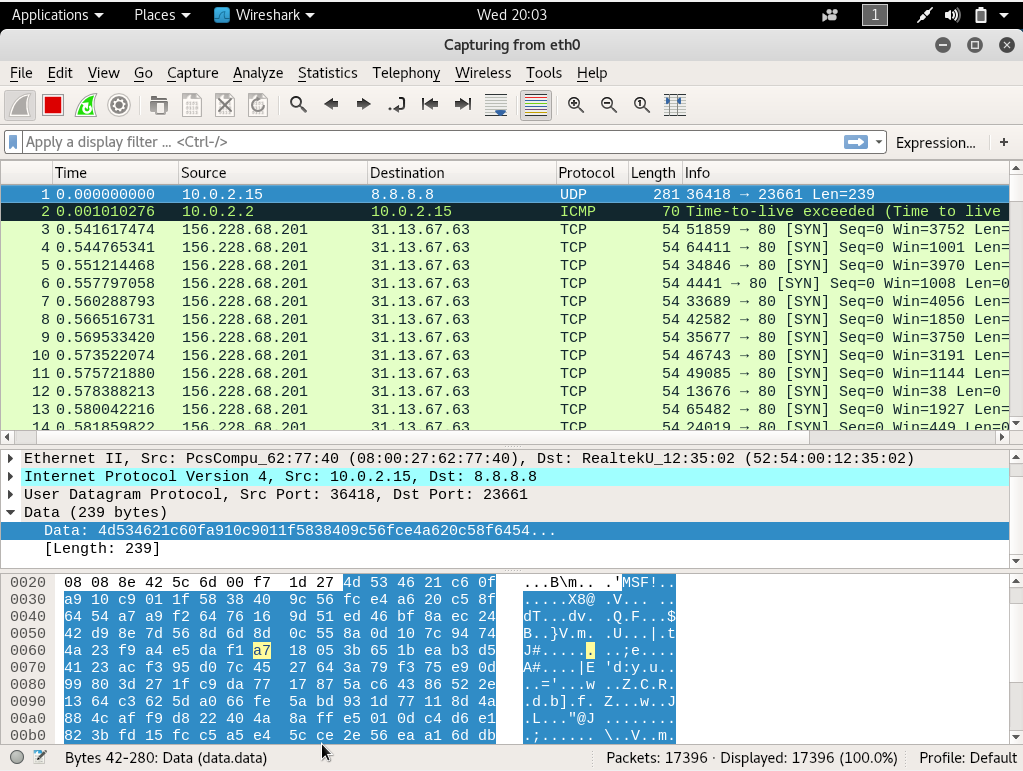 Applications Places Wireshark Wed 20:03 1
Capturing from eth0
File Edit View Go Capture Analyze Statistics Telephony Wireless Tools Help
Apply a display filter ... <Ctrl-/> Expression... +
Time Source Destination Protocol Length Info
1 0.000000000 10.0.2.15 8.8.8.8 UDP 281 36418 → 23661 Len=239
2 0.001010276 10.0.2.2 10.0.2.15 ICMP 70 Time-to-live exceeded (Time to live
3 0.541617474 156.228.68.201 31.13.67.63 TCP 54 51859 → 80 [SYN] Seq=0 Win=3752 Len=
4 0.544765341 156.228.68.201 31.13.67.63 TCP 54 64411 → 80 [SYN] Seq=0 Win=1001 Len=
5 0.551214468 156.228.68.201 31.13.67.63 TCP 54 34846 → 80 [SYN] Seq=0 Win=3970 Len=
6 0.557797058 156.228.68.201 31.13.67.63 TCP 54 4441 → 80 [SYN] Seq=0 Win=1008 Len=0
7 0.560288793 156.228.68.201 31.13.67.63 TCP 54 33689 → 80 [SYN] Seq=0 Win=4056 Len=
8 0.566516731 156.228.68.201 31.13.67.63 TCP 54 42582 → 80 [SYN] Seq=0 Win=1850 Len=
9 0.569533420 156.228.68.201 31.13.67.63 TCP 54 35677 → 80 [SYN] Seq=0 Win=3750 Len=
10 0.573522074 156.228.68.201 31.13.67.63 TCP 54 46743 → 80 [SYN] Seq=0 Win=3191 Len=
11 0.575721880 156.228.68.201 31.13.67.63 TCP 54 49085 → 80 [SYN] Seq=0 Win=1144 Len=
12 0.578388213 156.228.68.201 31.13.67.63 TCP 54 13676 → 80 [SYN] Seq=0 Win=38 Len=0
13 0.580042216 156.228.68.201 31.13.67.63 TCP 54 65482 → 80 [SYN] Seq=0 Win=1927 Len=
14 0.581859822 156.228.68.201 31.13.67.63 TCP 54 24019 → 80 [SYN] Seq=0 Win=449 Len=0
Ethernet II, Src: PcsCompu_62:77:40 (08:00:27:62:77:40), Dst: RealtekU_12:35:02 (52:54:00:12:35:02)
Internet Protocol Version 4, Src: 10.0.2.15, Dst: 8.8.8.8
User Datagram Protocol, Src Port: 36418, Dst Port: 23661
Data (239 bytes)
Data: 4d534621c60fa910c9011f5838409c56fce4a620c58f6454...
[Length: 239]
0020 08 08 8e 42 5c 6d 00 f7 1d 27 4d 53 46 21 c6 0f ...B\m.. .'MSF!..
0030 a9 10 c9 01 1f 58 38 40 9c 56 fc e4 a6 20 c5 8f .....X8@ .V... ..
0040 64 54 a7 a9 f2 64 76 16 9d 51 ed 46 bf 8a ec 24 dT...dv. .Q.F...$
0050 42 d9 8e 7d 56 8d 6d 8d 0c 55 8a 0d 10 7c 94 74 B..}V.m. .U...|.t
0060 4a 23 f9 a4 e5 da f1 a7 18 05 3b 65 1b ea b3 d5 J#...... ..;e....
0070 41 23 ac f3 95 d0 7c 45 27 64 3a 79 f3 75 e9 0d A#....|E 'd:y.u..
0080 99 80 3d 27 1f c9 da 77 17 87 5a c6 43 86 52 2e ..='...w ..Z.C.R.
0090 13 64 c3 62 5d a0 66 fe 5a bd 93 1d 77 11 8d 4a .d.b].f. Z...w..J
00a0 88 4c af f9 d8 22 40 4a 8a ff e5 01 0d c4 d6 e1 .L..."@J ........
00b0 82 3b fd 15 fc c5 a5 e4 5c ce 2e 56 ea a1 6d db .;...... \..V..m.
Bytes 42-280: Data (data.data) Packets: 17396 · Displayed: 17396 (100.0%) Profile: Default